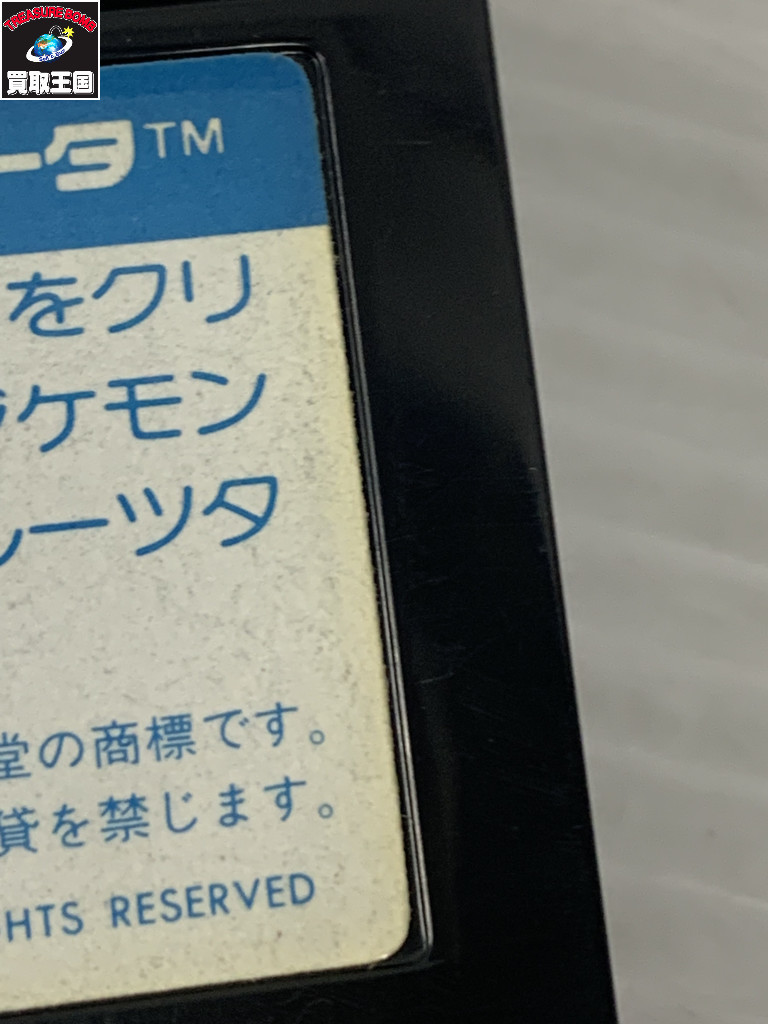 TREASURE BOMB
買取王国
ータ™
をクリ
ケモン
ーツタ
堂の商標です。
貸を禁じます。
HTS RESERVED